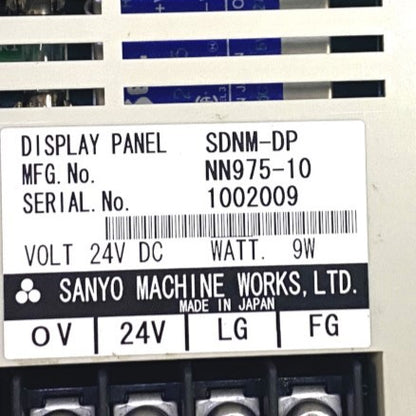 DISPLAY PANEL SDNM-DP
MFG.No. NN975-10
SERIAL.No. 1002009
VOLT 24V DC WATT. 9W
SANYO MACHINE WORKS,LTD.
MADE IN JAPAN
0V 24V LG FG